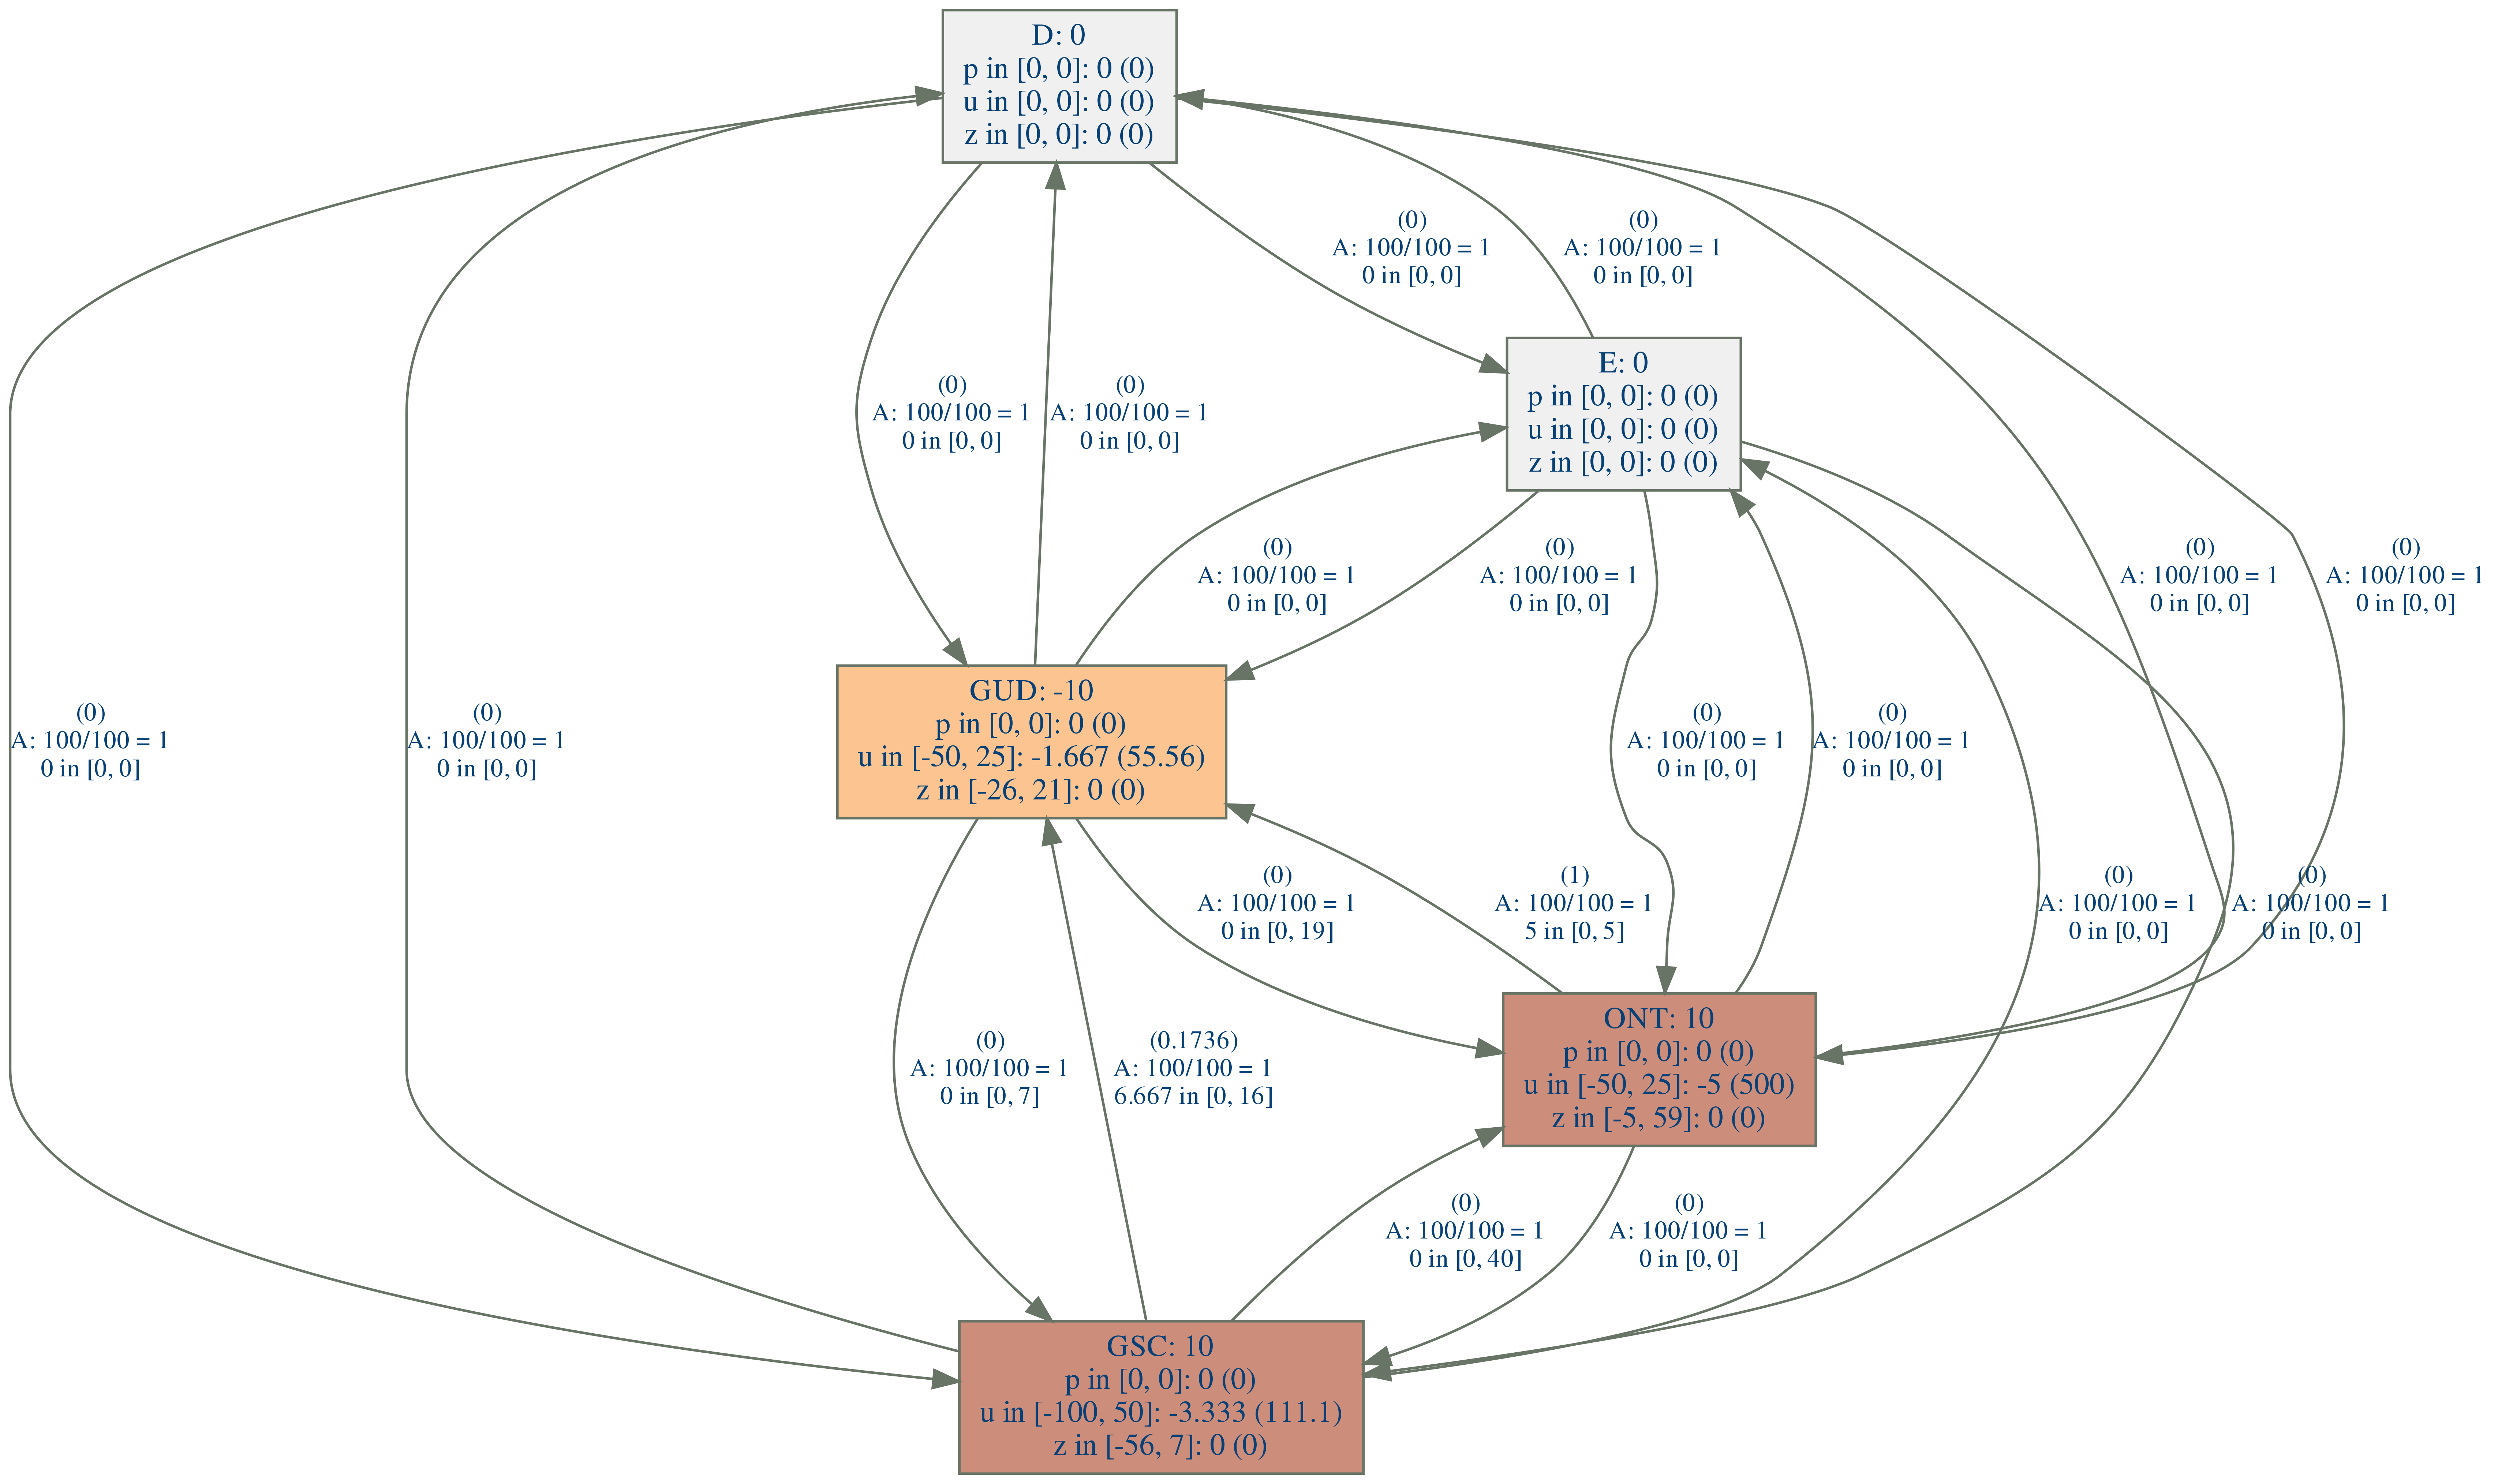 D: 0
p in [0, 0]: 0 (0)
u in [0, 0]: 0 (0)
z in [0, 0]: 0 (0)
(0)
A: 100/100 = 1
0 in [0, 0]
(0)
A: 100/100 = 1
0 in [0, 0]
E: 0
p in [0, 0]: 0 (0)
u in [0, 0]: 0 (0)
z in [0, 0]: 0 (0)
(0)
A: 100/100 = 1
0 in [0, 0]
(0)
A: 100/100 = 1
0 in [0, 0]
(0)
A: 100/100 = 1
0 in [0, 0]
(0)
A: 100/100 = 1
0 in [0, 0]
(0)
A: 100/100 = 1
0 in [0, 0]
(0)
A: 100/100 = 1
0 in [0, 0]
(0)
A: 100/100 = 1
0 in [0, 0]
(0)
A: 100/100 = 1
0 in [0, 0]
GUD: -10
p in [0, 0]: 0 (0)
u in [-50, 25]: -1.667 (55.56)
z in [-26, 21]: 0 (0)
(0)
A: 100/100 = 1
0 in [0, 0]
(0)
A: 100/100 = 1
0 in [0, 0]
(0)
A: 100/100 = 1
0 in [0, 19]
(1)
A: 100/100 = 1
5 in [0, 5]
(0)
A: 100/100 = 1
0 in [0, 0]
(0)
A: 100/100 = 1
0 in [0, 0]
(0)
A: 100/100 = 1
0 in [0, 7]
(0.1736)
A: 100/100 = 1
6.667 in [0, 16]
ONT: 10
p in [0, 0]: 0 (0)
u in [-50, 25]: -5 (500)
z in [-5, 59]: 0 (0)
(0)
A: 100/100 = 1
0 in [0, 40]
(0)
A: 100/100 = 1
0 in [0, 0]
GSC: 10
p in [0, 0]: 0 (0)
u in [-100, 50]: -3.333 (111.1)
z in [-56, 7]: 0 (0)